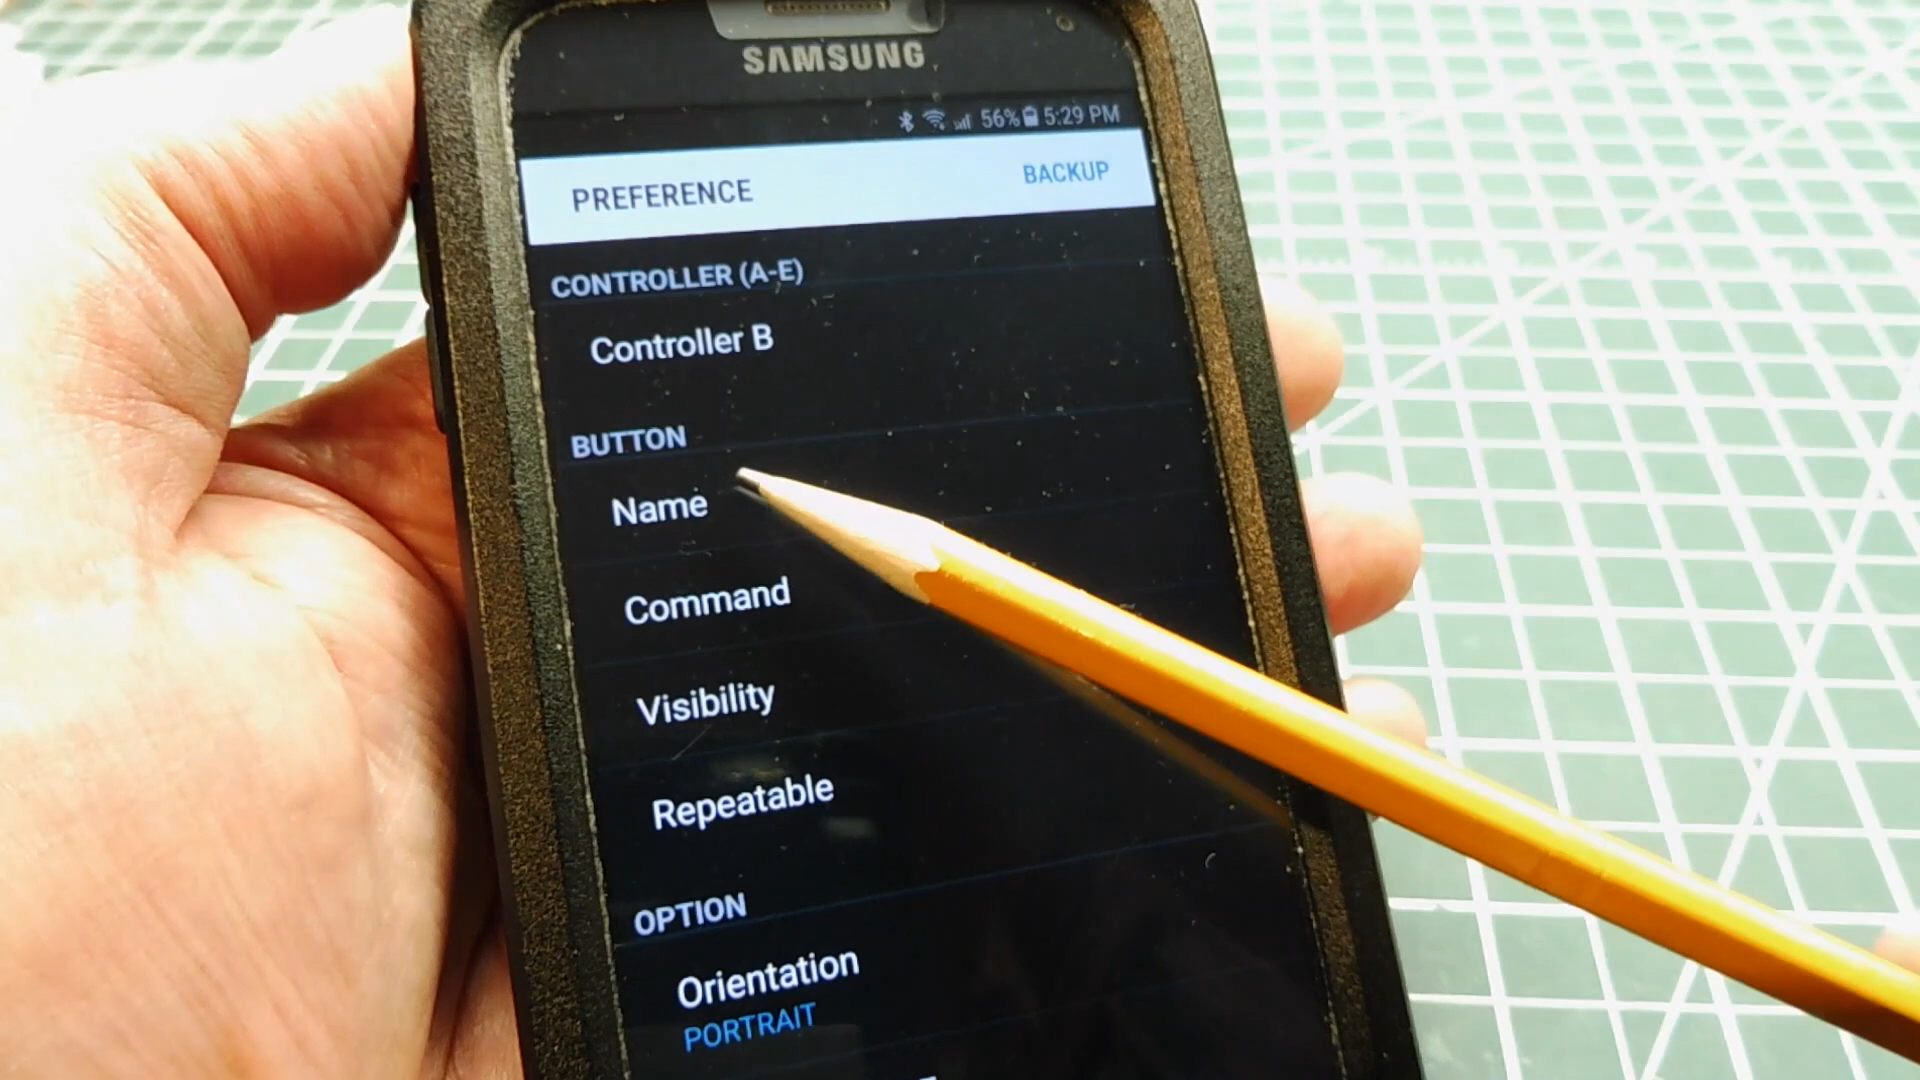 SAMSUNG
56% 5:29 PM
PREFERENCE BACKUP
CONTROLLER (A-E)
Controller B
BUTTON
Name
Command
Visibility
Repeatable
OPTION
Orientation
PORTRAIT